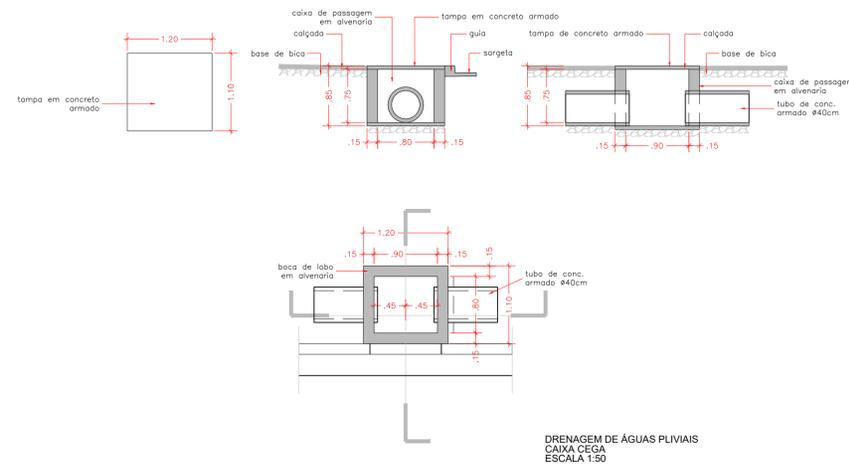 1.20
1.10
tampa em concreto
armado
caixa de passagem
em alvenaria
tampa em concreto armado
calçada
guia
base de bica
sargeta
.85
.75
.15
.80
.15
tampa de concreto armado
calçada
base de bica
caixa de passagem
em alvenaria
tubo de conc.
armado ø40cm
.85
.75
.15
.90
.15
1.20
.15
.90
.15
.15
boca de lobo
em alvenaria
tubo de conc.
armado ø40cm
.45
.45
.80
1.10
.15
DRENAGEM DE ÁGUAS PLIVIAIS
CAIXA CEGA
ESCALA 1:50